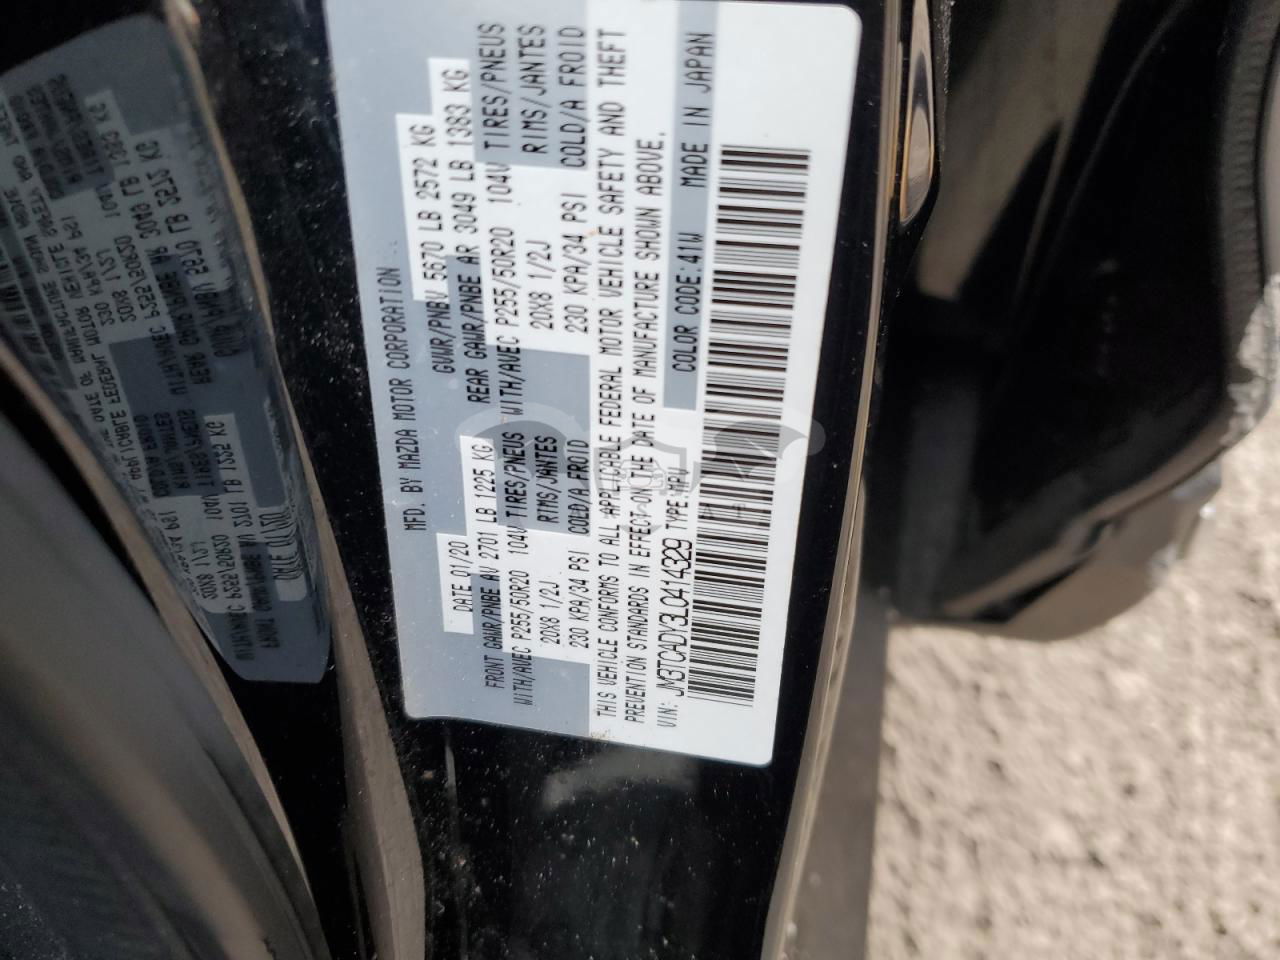 MFD. BY MAZDA MOTOR CORPORATION
DATE 01/20 GVWR/PNBV 5670 LB 2572 KG
FRONT GAWR/PNBE AV 2701 LB 1225 KG REAR GAWR/PNBE AR 3049 LB 1383 KG
WITH/AVEC P255/50R20 104V TIRES/PNEUS WITH/AVEC P255/50R20 104V TIRES/PNEUS
20X8 1/2J RIMS/JANTES 20X8 1/2J RIMS/JANTES
230 KPA/34 PSI COLD/A FROID 230 KPA/34 PSI COLD/A FROID
THIS VEHICLE CONFORMS TO ALL APPLICABLE FEDERAL MOTOR VEHICLE SAFETY AND THEFT
PREVENTION STANDARDS IN EFFECT ON THE DATE OF MANUFACTURE SHOWN ABOVE.
VIN: JM3TCADY3L0414329 TYPE:MPV COLOR CODE:41W MADE IN JAPAN